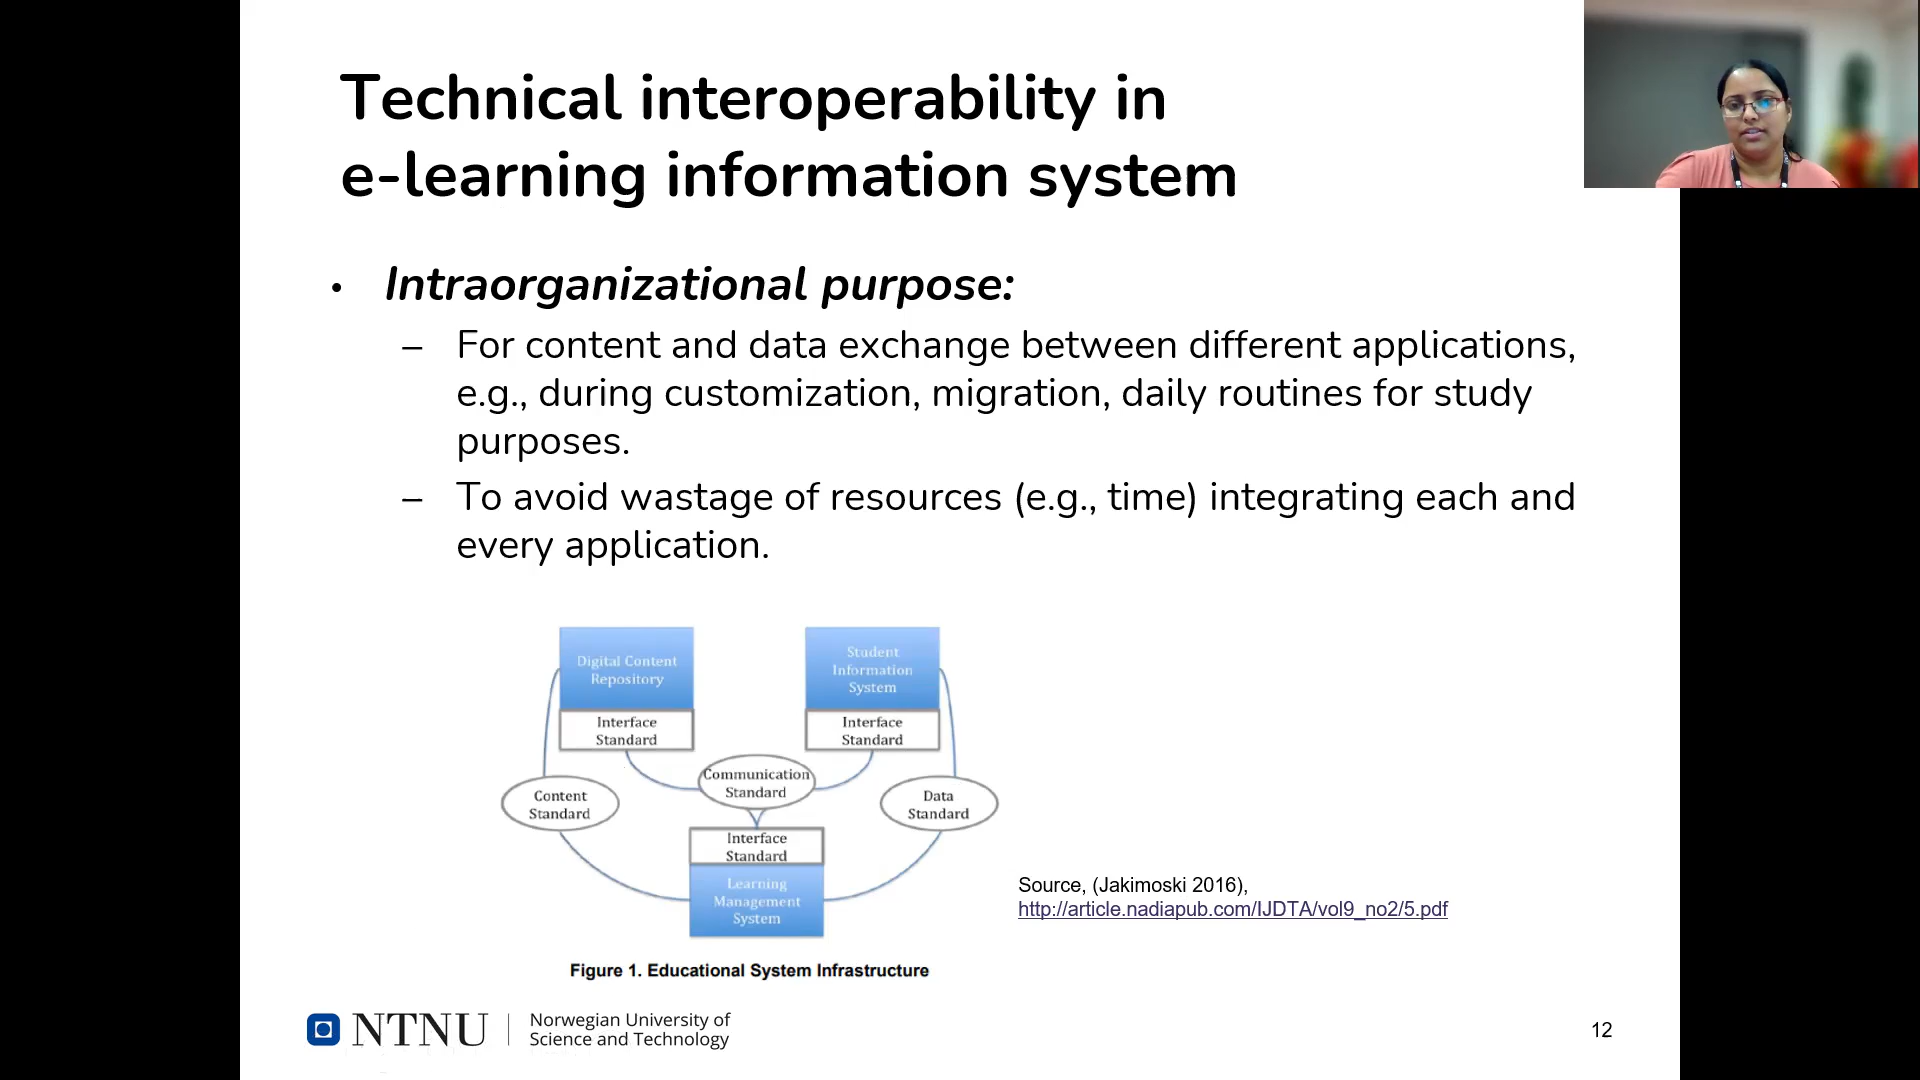 Technical interoperability in
e-learning information system
• Intraorganizational purpose:
– For content and data exchange between different applications,
e.g., during customization, migration, daily routines for study
purposes.
– To avoid wastage of resources (e.g., time) integrating each and
every application.
Digital Content
Repository
Interface
Standard
Student
Information
System
Interface
Standard
Communication
Standard
Content
Standard
Data
Standard
Interface
Standard
Learning
Management
System
Source, (Jakimoski 2016),
http://article.nadiapub.com/IJDTA/vol9_no2/5.pdf
Figure 1. Educational System Infrastructure
NTNU
Norwegian University of
Science and Technology
12